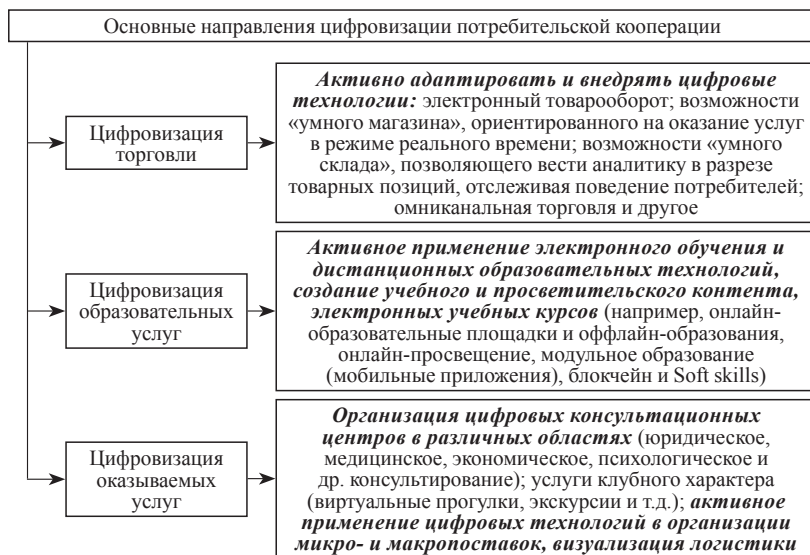 Основные направления цифровизации потребительской кооперации
Цифровизация
торговли
Активно адаптировать и внедрять цифровые
технологии: электронный товарооборот; возможности
«умного магазина», ориентированного на оказание услуг
в режиме реального времени; возможности «умного
склада», позволяющего вести аналитику в разрезе
товарных позиций, отслеживая поведение потребителей;
омниканальная торговля и другое
Цифровизация
образовательных
услуг
Активное применение электронного обучения и
дистанционных образовательных технологий,
создание учебного и просветительского контента,
электронных учебных курсов (например, онлайн-
образовательные площадки и оффлайн-образования,
онлайн-просвещение, модульное образование
(мобильные приложения), блокчейн и Soft skills)
Цифровизация
оказываемых
услуг
Организация цифровых консультационных
центров в различных областях (юридическое,
медицинское, экономическое, психологическое и
др. консультирование); услуги клубного характера
(виртуальные прогулки, экскурсии и т.д.); активное
применение цифровых технологий в организации
микро- и макропоставок, визуализация логистики